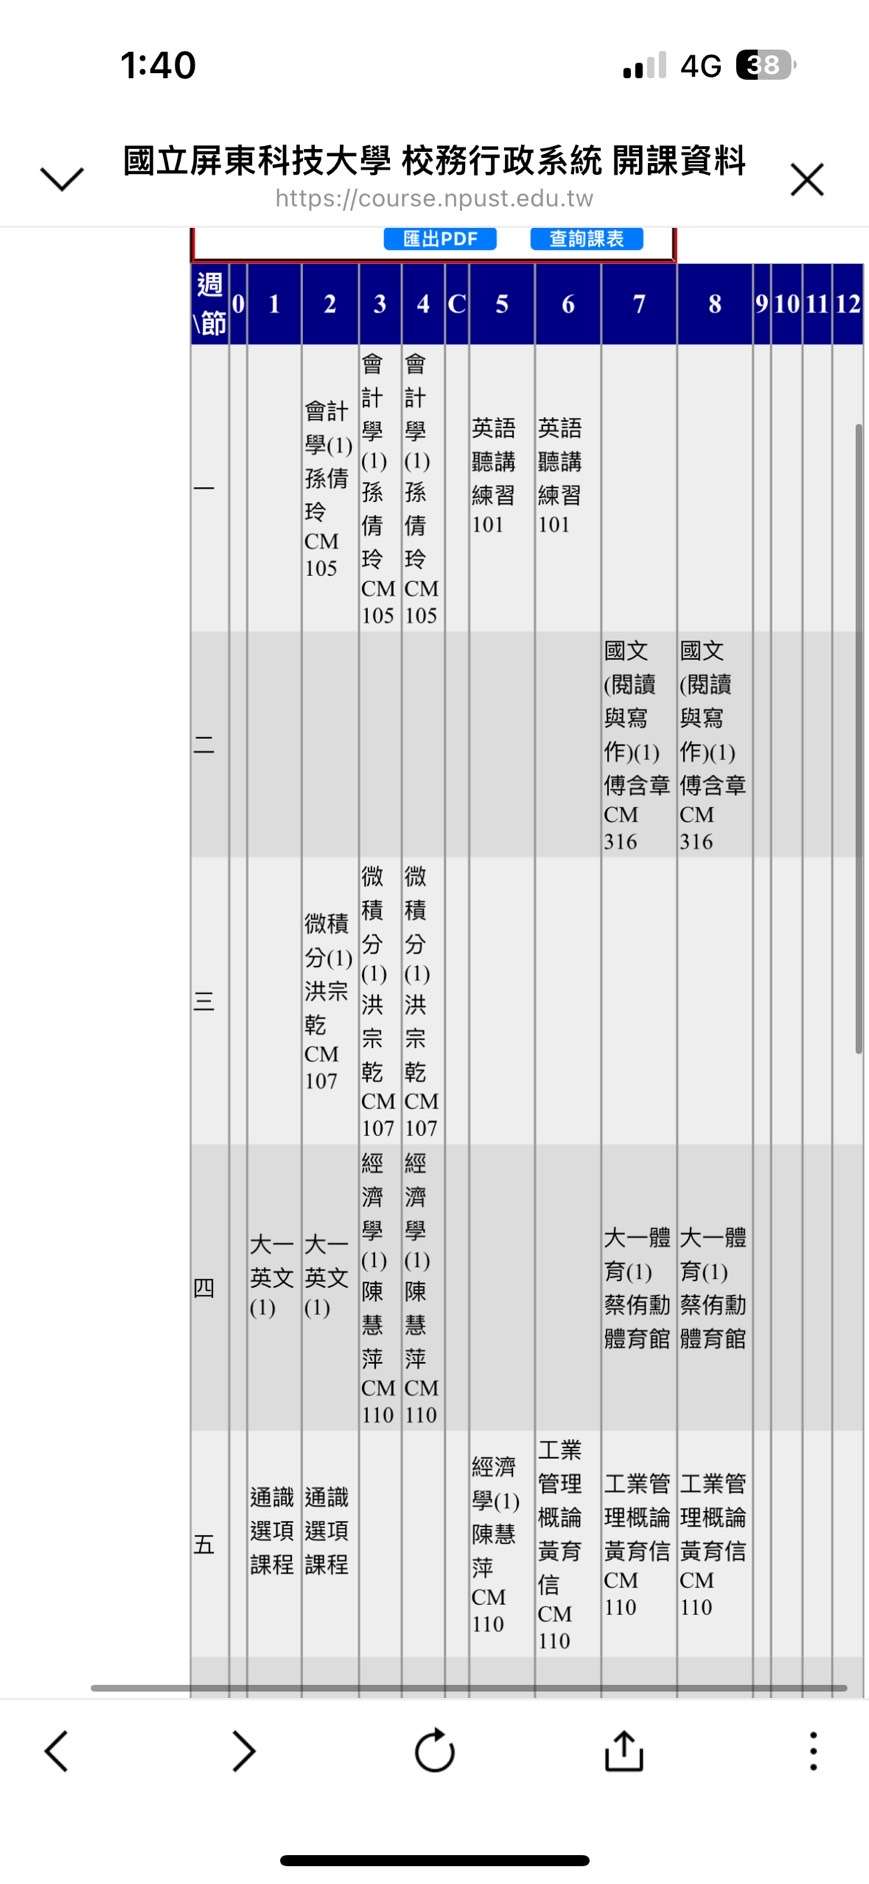 1:40
4G 38
國立屏東科技大學 校務行政系統 開課資料
https://course.npust.edu.tw
匯出PDF 查詢課表
週
\節
0 1 2 3 4 C 5 6 7 8 9 10 11 12
一
會計
學(1)
孫倩
玲
CM
105
會
計
學
(1)
孫
倩
玲
CM
105
會
計
學
(1)
孫
倩
玲
CM
105
英語
聽講
練習
101
英語
聽講
練習
101
二
國文
(閱讀
與寫
作)(1)
傅含章
CM
316
國文
(閱讀
與寫
作)(1)
傅含章
CM
316
三
微積
分(1)
洪宗
乾
CM
107
微
積
分
(1)
洪
宗
乾
CM
107
微
積
分
(1)
洪
宗
乾
CM
107
四
大一
英文
(1)
大一
英文
(1)
經
濟
學
(1)
陳
慧
萍
CM
110
經
濟
學
(1)
陳
慧
萍
CM
110
大一體
育(1)
蔡侑勳
體育館
大一體
育(1)
蔡侑勳
體育館
五
通識
選項
課程
通識
選項
課程
經濟
學(1)
陳慧
萍
CM
110
工業
管理
概論
黃育
信
CM
110
工業管
理概論
黃育信
CM
110
工業管
理概論
黃育信
CM
110